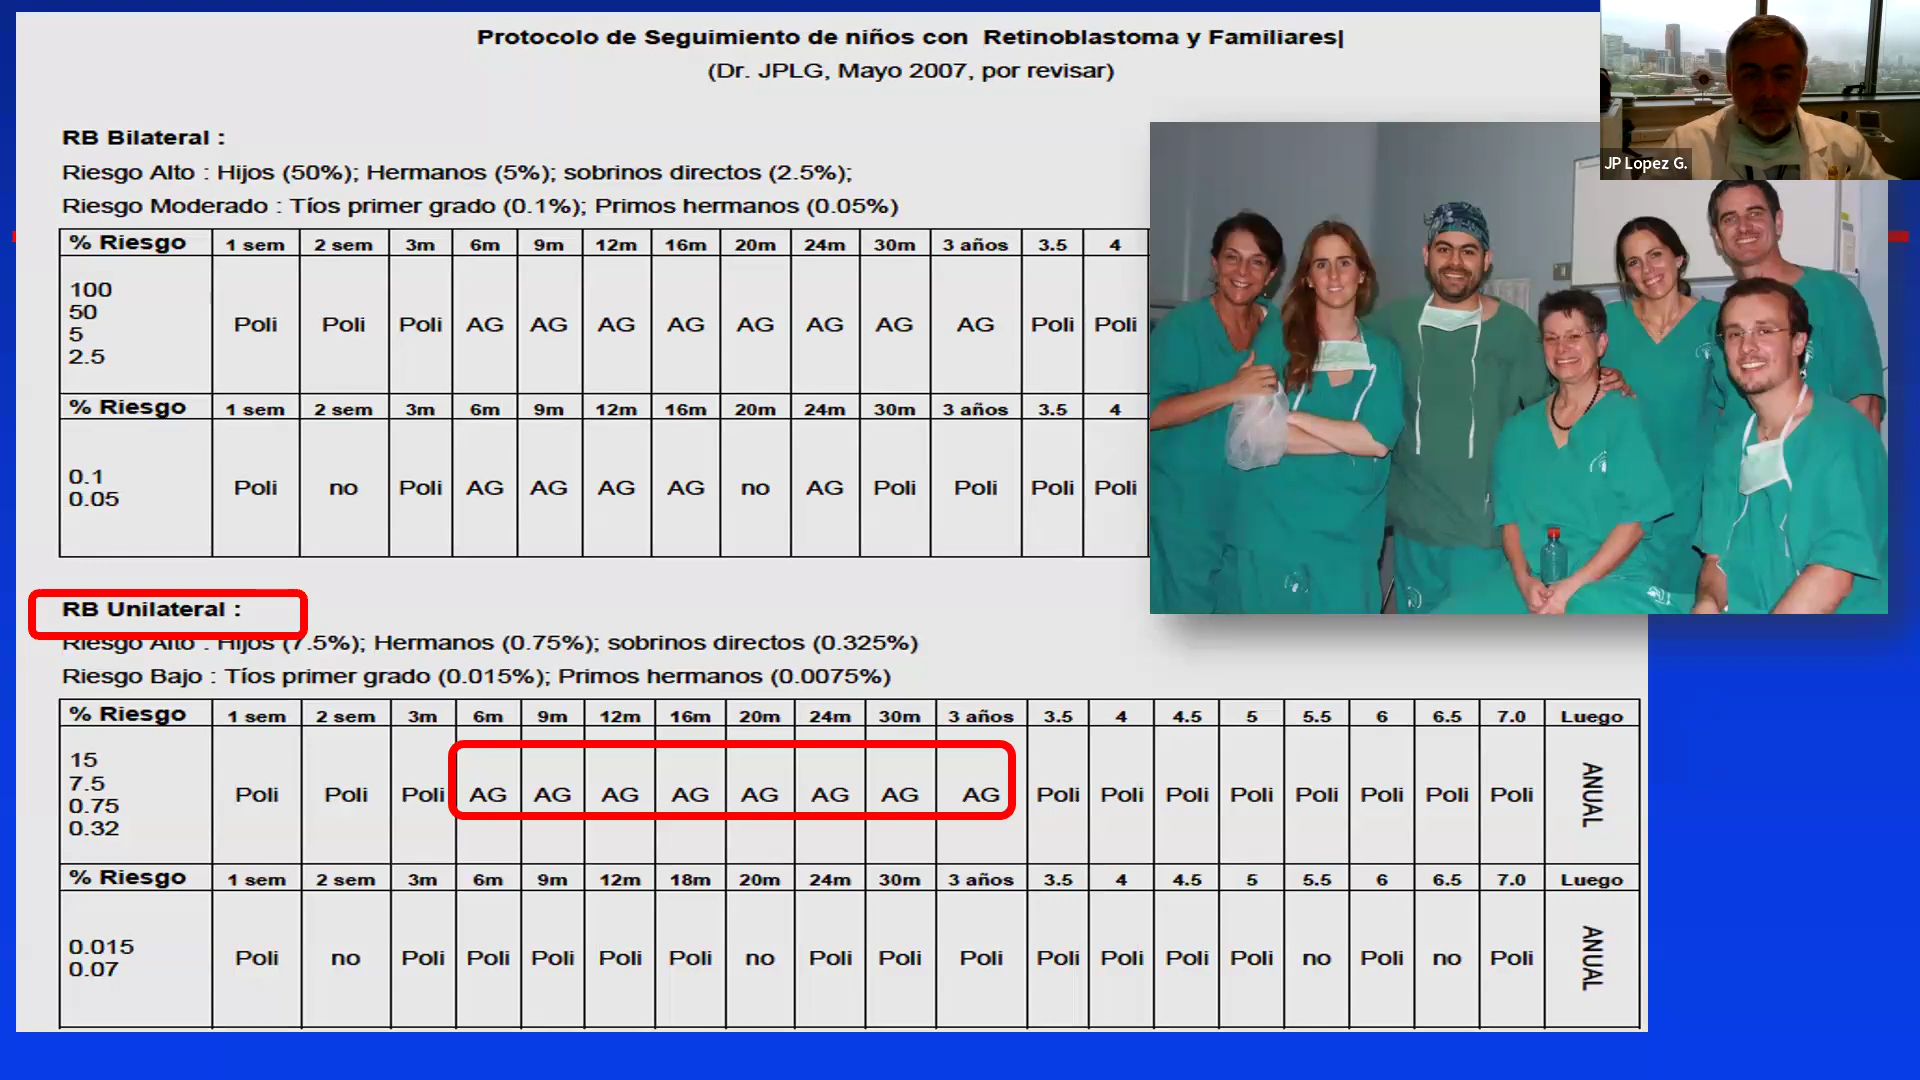 Protocolo de Seguimiento de niños con Retinoblastoma y Familiares|
(Dr. JPLG, Mayo 2007, por revisar)
JP Lopez G.
RB Bilateral :
Riesgo Alto : Hijos (50%); Hermanos (5%); sobrinos directos (2.5%);
Riesgo Moderado : Tíos primer grado (0.1%); Primos hermanos (0.05%)
% Riesgo 1 sem 2 sem 3m 6m 9m 12m 16m 20m 24m 30m 3 años 3.5 4
100
50
5
2.5
Poli Poli Poli AG AG AG AG AG AG AG AG Poli Poli
% Riesgo 1 sem 2 sem 3m 6m 9m 12m 16m 20m 24m 30m 3 años 3.5 4
0.1
0.05
Poli no Poli AG AG AG AG no AG Poli Poli Poli Poli
RB Unilateral :
Riesgo Alto : Hijos (7.5%); Hermanos (0.75%); sobrinos directos (0.325%)
Riesgo Bajo : Tíos primer grado (0.015%); Primos hermanos (0.0075%)
% Riesgo 1 sem 2 sem 3m 6m 9m 12m 16m 20m 24m 30m 3 años 3.5 4 4.5 5 5.5 6 6.5 7.0 Luego
15
7.5
0.75
0.32
Poli Poli Poli AG AG AG AG AG AG AG AG Poli Poli Poli Poli Poli Poli Poli Poli ANUAL
% Riesgo 1 sem 2 sem 3m 6m 9m 12m 18m 20m 24m 30m 3 años 3.5 4 4.5 5 5.5 6 6.5 7.0 Luego
0.015
0.07
Poli no Poli Poli Poli Poli Poli no Poli Poli Poli Poli Poli Poli Poli no Poli no Poli ANUAL